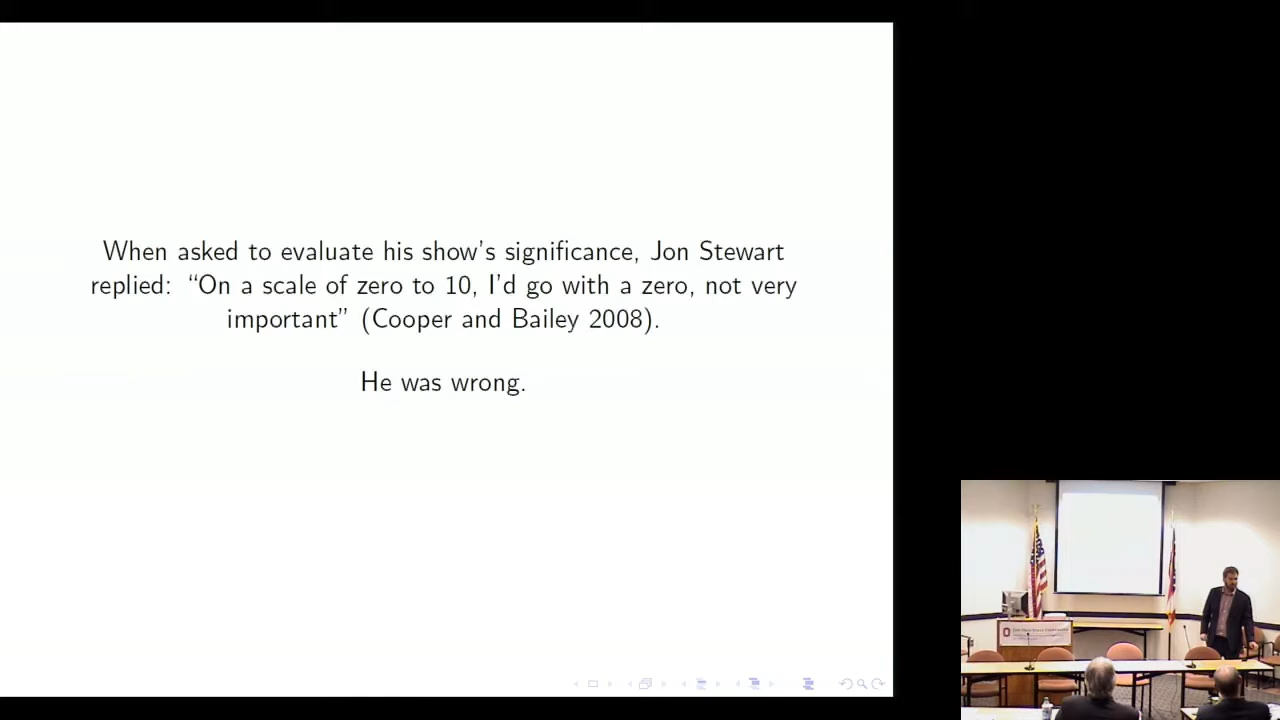 When asked to evaluate his show's significance, Jon Stewart
replied: “On a scale of zero to 10, I'd go with a zero, not very
important” (Cooper and Bailey 2008).
He was wrong.